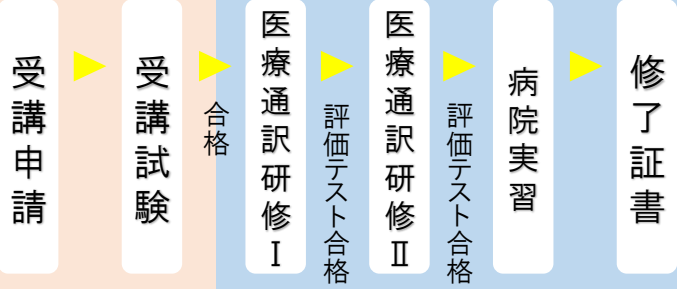 受講申請
受講試験
合格
医療通訳研修Ⅰ
評価テスト合格
医療通訳研修Ⅱ
評価テスト合格
病院実習
修了証書